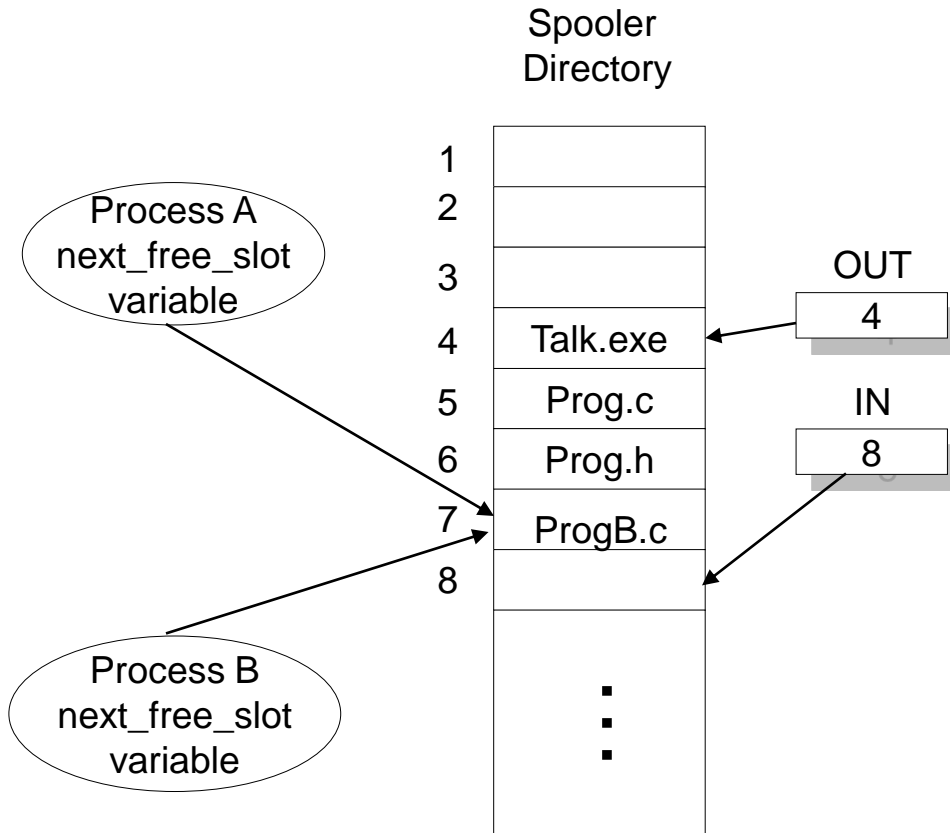 Spooler
Directory
1
2
3
4
5
6
7
8
Process A
next_free_slot
variable
Talk.exe
Prog.c
Prog.h
ProgB.c
OUT
4
IN
8
Process B
next_free_slot
variable